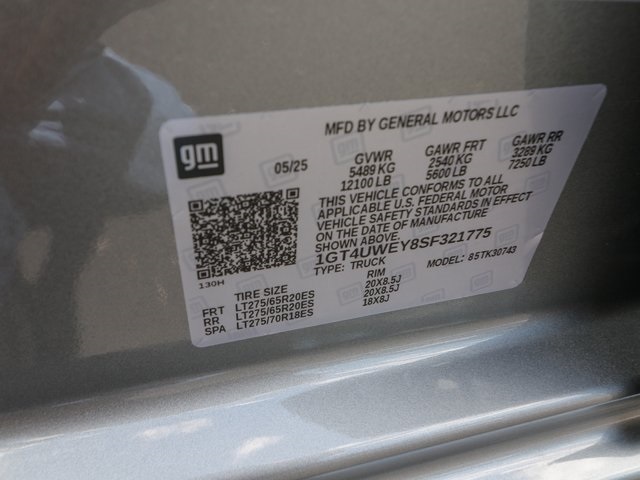 MFD BY GENERAL MOTORS LLC
gm
05/25
GVWR GAWR FRT GAWR RR
5489 KG 2540 KG 3289 KG
12100 LB 5600 LB 7250 LB
THIS VEHICLE CONFORMS TO ALL
APPLICABLE U.S. FEDERAL MOTOR
VEHICLE SAFETY STANDARDS IN EFFECT
ON THE DATE OF MANUFACTURE
SHOWN ABOVE.
1GT4UWEY8SF321775
TYPE: TRUCK MODEL: 85TK30743
130H
TIRE SIZE RIM
FRT LT275/65R20ES 20X8.5J
RR LT275/65R20ES 20X8.5J
SPA LT275/70R18ES 18X8J